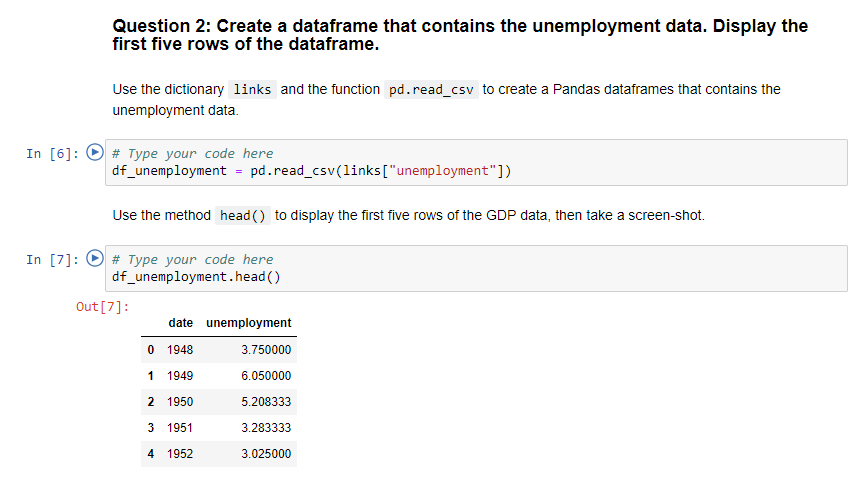 Question 2: Create a dataframe that contains the unemployment data. Display the
first five rows of the dataframe.
Use the dictionary links and the function pd.read_csv to create a Pandas dataframes that contains the
unemployment data.
In [6]: # Type your code here
df_unemployment = pd.read_csv(links["unemployment"])
Use the method head() to display the first five rows of the GDP data, then take a screen-shot.
In [7]: # Type your code here
df_unemployment.head()
Out[7]:
date unemployment
0 1948 3.750000
1 1949 6.050000
2 1950 5.208333
3 1951 3.283333
4 1952 3.025000